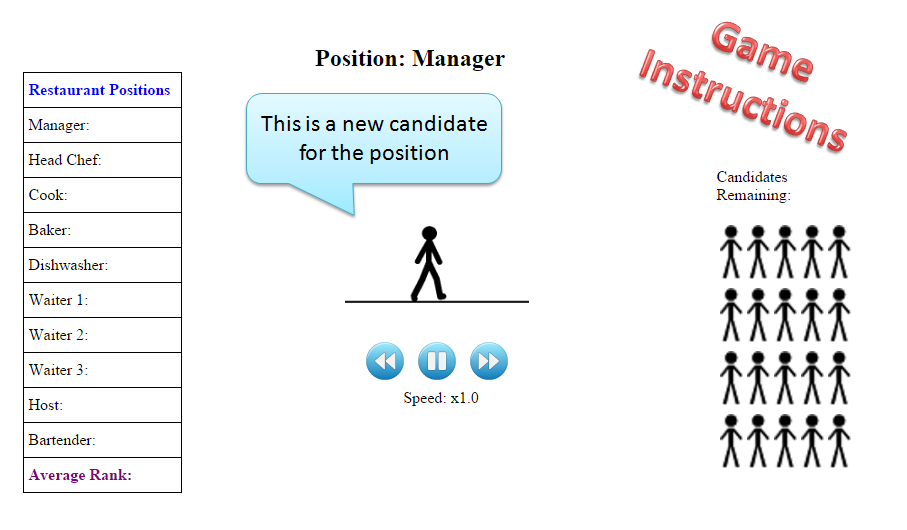 Position: Manager
Game
Instructions
Restaurant Positions
Manager:
Head Chef:
Cook:
Baker:
Dishwasher:
Waiter 1:
Waiter 2:
Waiter 3:
Host:
Bartender:
Average Rank:
This is a new candidate
for the position
Speed: x1.0
Candidates
Remaining: